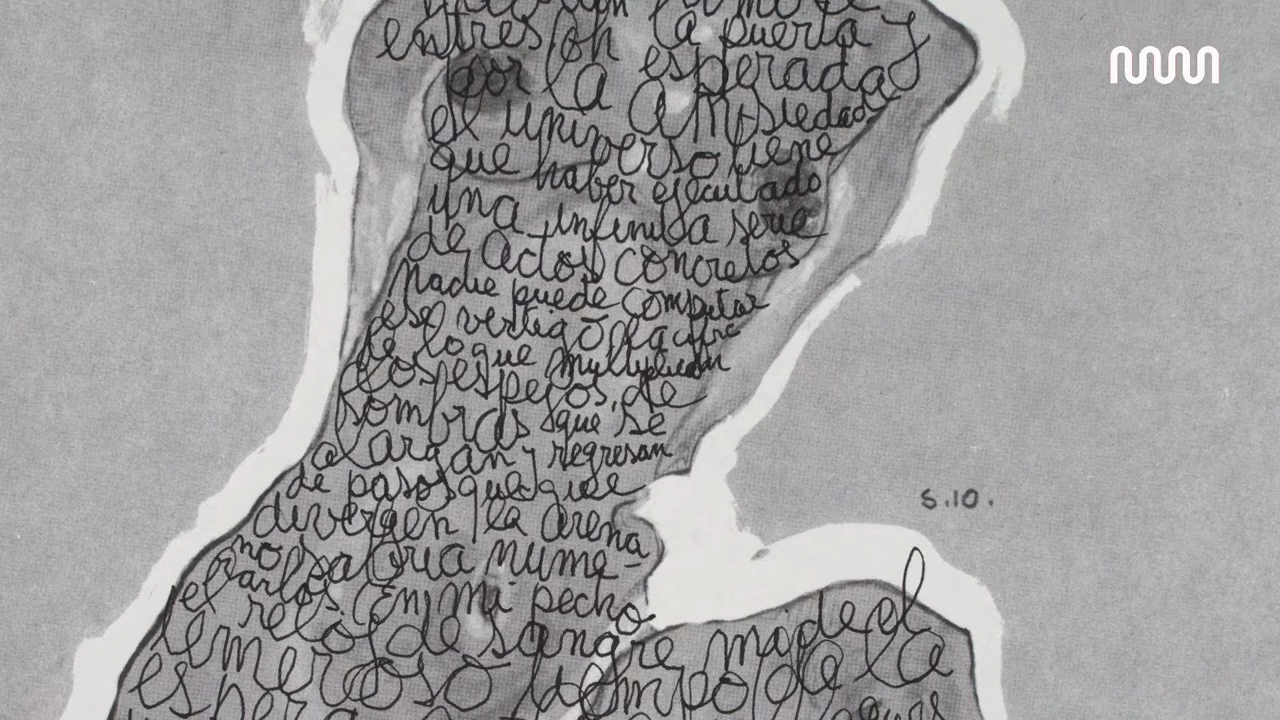 entres oh la puerta y
por la esperada
el universo tiene
que haber ejecutado
una infinita serie
de actos concretos
Nadie puede computar
ese vertigo la cifra
de lo que multiplican
los espejos, de
sombras que se
alargan y regresan
de pasos que
divergen la arena
no sabria nume-
rarlos. En mi pecho
el reloj de sangre mide el
temeroso tiempo de la
espera
s.10.